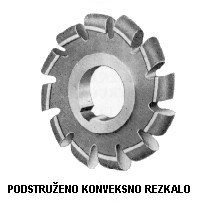 PODSTRUŽENO KONVEKSNO REZKALO